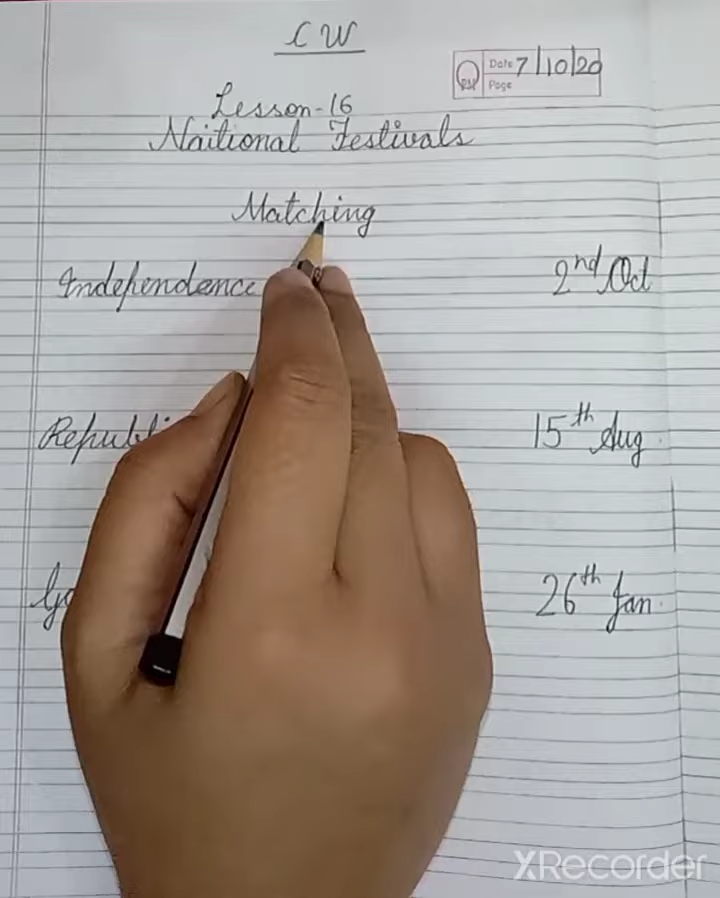 CW
Date 7/10/20
Page
Lesson-16
Naitional Festivals
Matching
Independence 2nd Oct
Republi 15th Aug.
26th Jan.
XRecorder